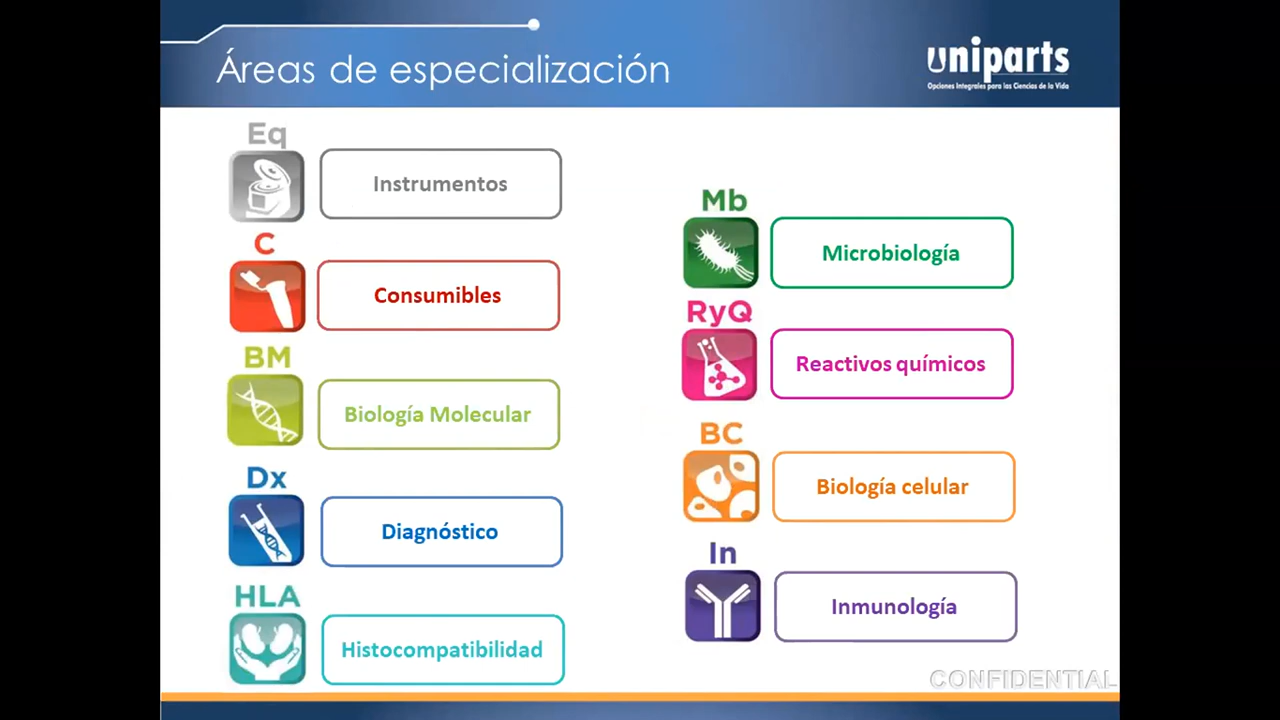 Áreas de especialización
uniparts
Opciones Integrales para las Ciencias de la Vida
Eq
Instrumentos
C
Consumibles
BM
Biología Molecular
Dx
Diagnóstico
HLA
Histocompatibilidad
Mb
Microbiología
RyQ
Reactivos químicos
BC
Biología celular
In
Inmunología
CONFIDENTIAL